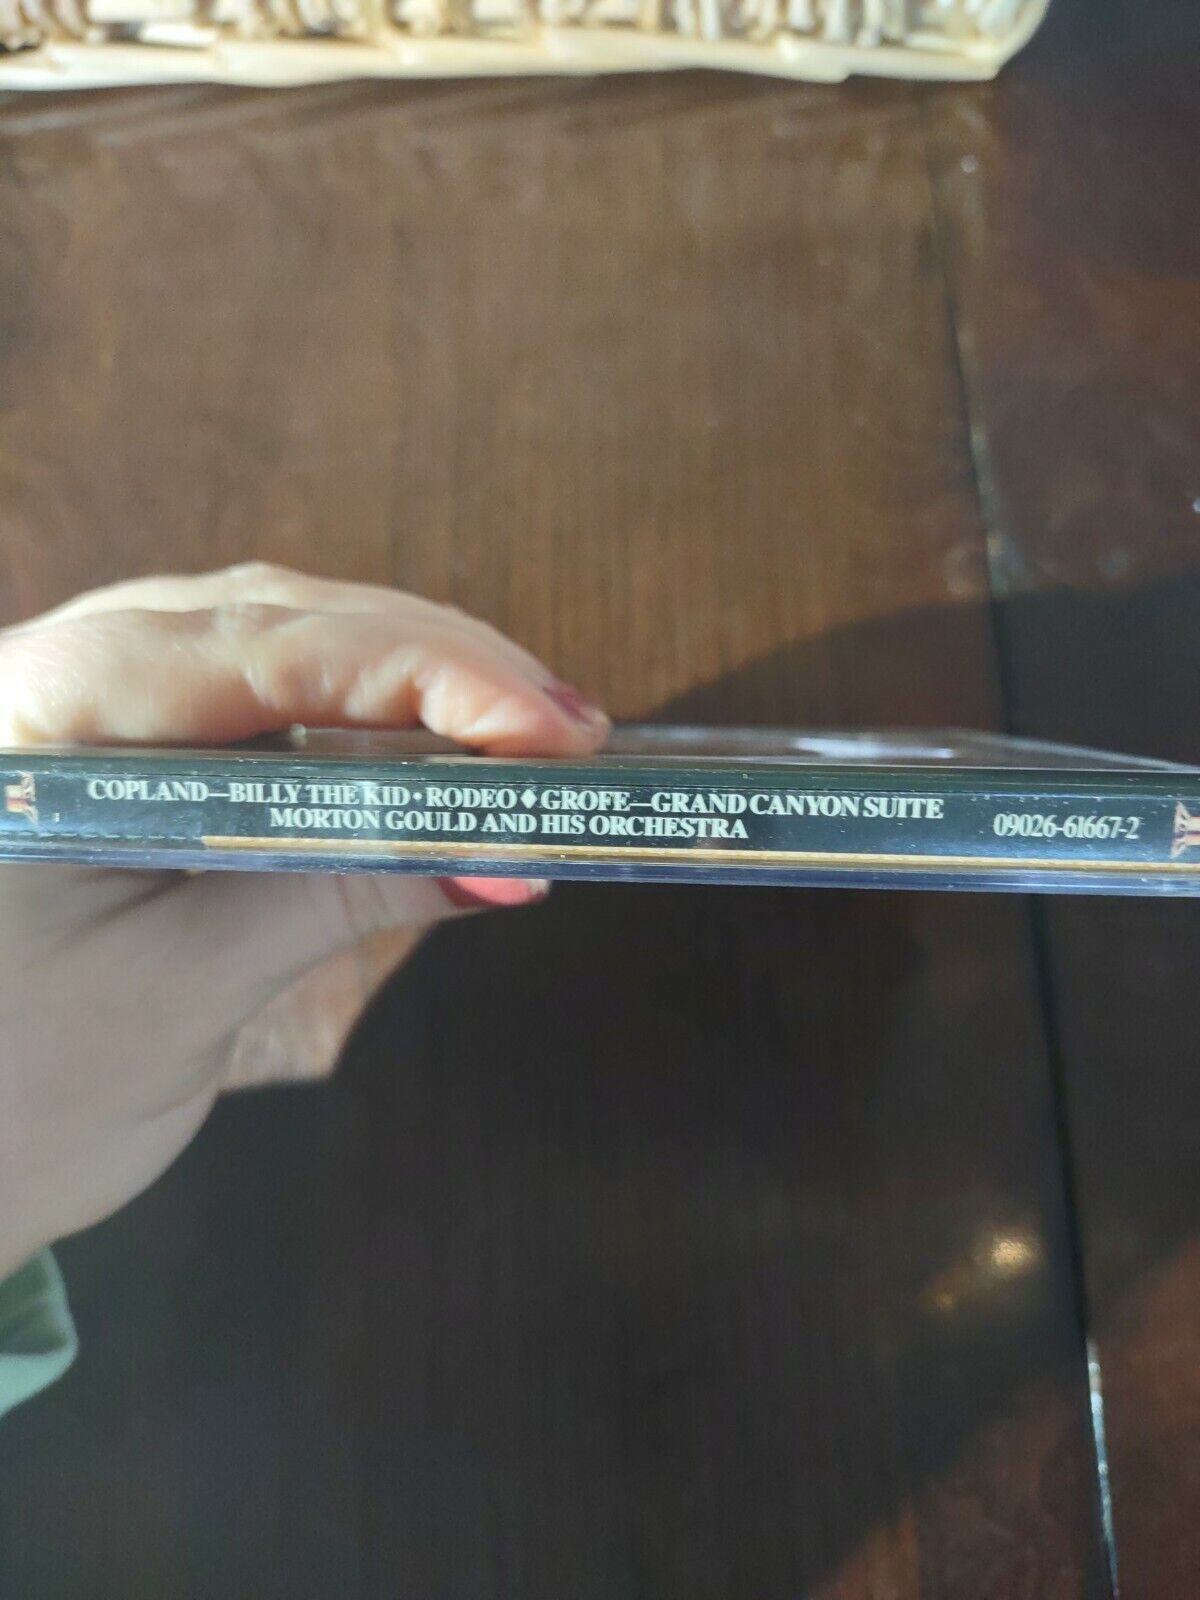 COPLAND—BILLY THE KID • RODEO ♦ GROFE—GRAND CANYON SUITE
MORTON GOULD AND HIS ORCHESTRA
09026-61667-2